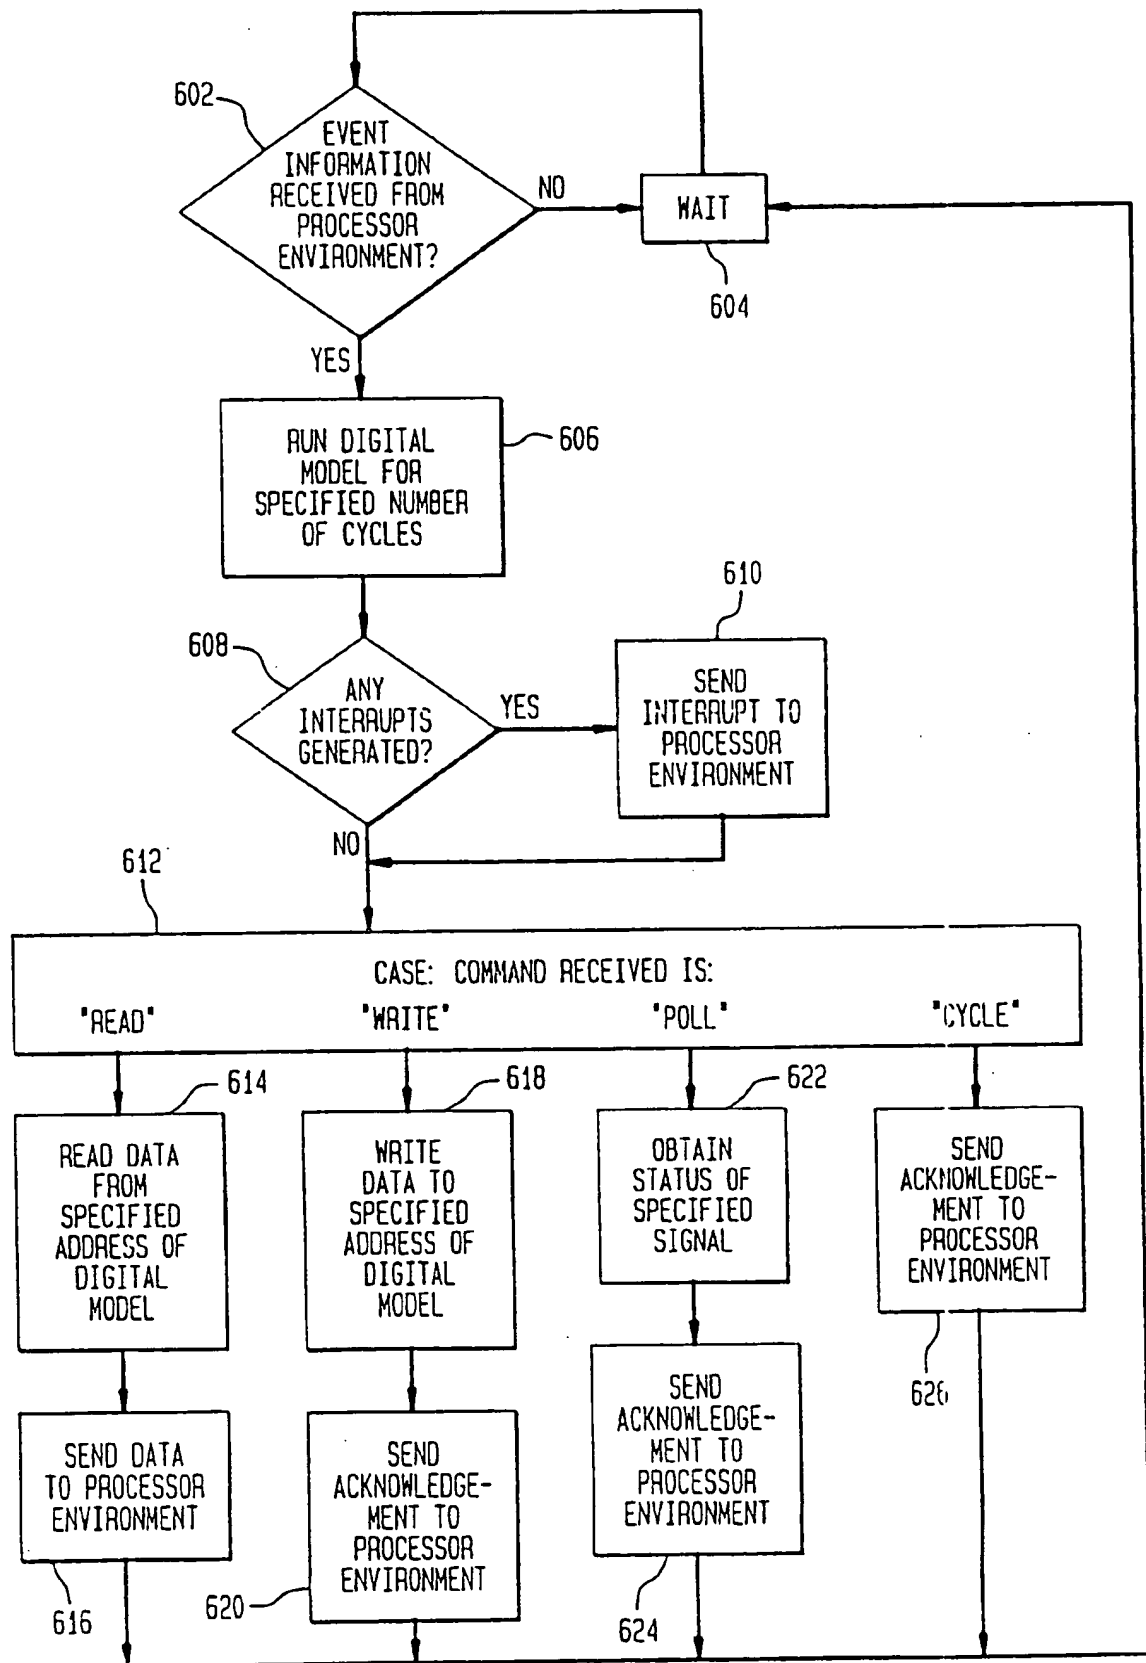 602
EVENT
INFORMATION
RECEIVED FROM
PROCESSOR
ENVIRONMENT?
NO
WAIT
604
YES
RUN DIGITAL
MODEL FOR
SPECIFIED NUMBER
OF CYCLES
606
608
ANY
INTERRUPTS
GENERATED?
YES
610
SEND
INTERRUPT TO
PROCESSOR
ENVIRONMENT
NO
612
CASE: COMMAND RECEIVED IS:
"READ" "WRITE" "POLL" "CYCLE"
614
READ DATA
FROM
SPECIFIED
ADDRESS OF
DIGITAL
MODEL
618
WRITE
DATA TO
SPECIFIED
ADDRESS OF
DIGITAL
MODEL
622
OBTAIN
STATUS OF
SPECIFIED
SIGNAL
SEND
ACKNOWLEDGE-
MENT TO
PROCESSOR
ENVIRONMENT
626
SEND DATA
TO PROCESSOR
ENVIRONMENT
616
SEND
ACKNOWLEDGE-
MENT TO
PROCESSOR
ENVIRONMENT
620
SEND
ACKNOWLEDGE-
MENT TO
PROCESSOR
ENVIRONMENT
624